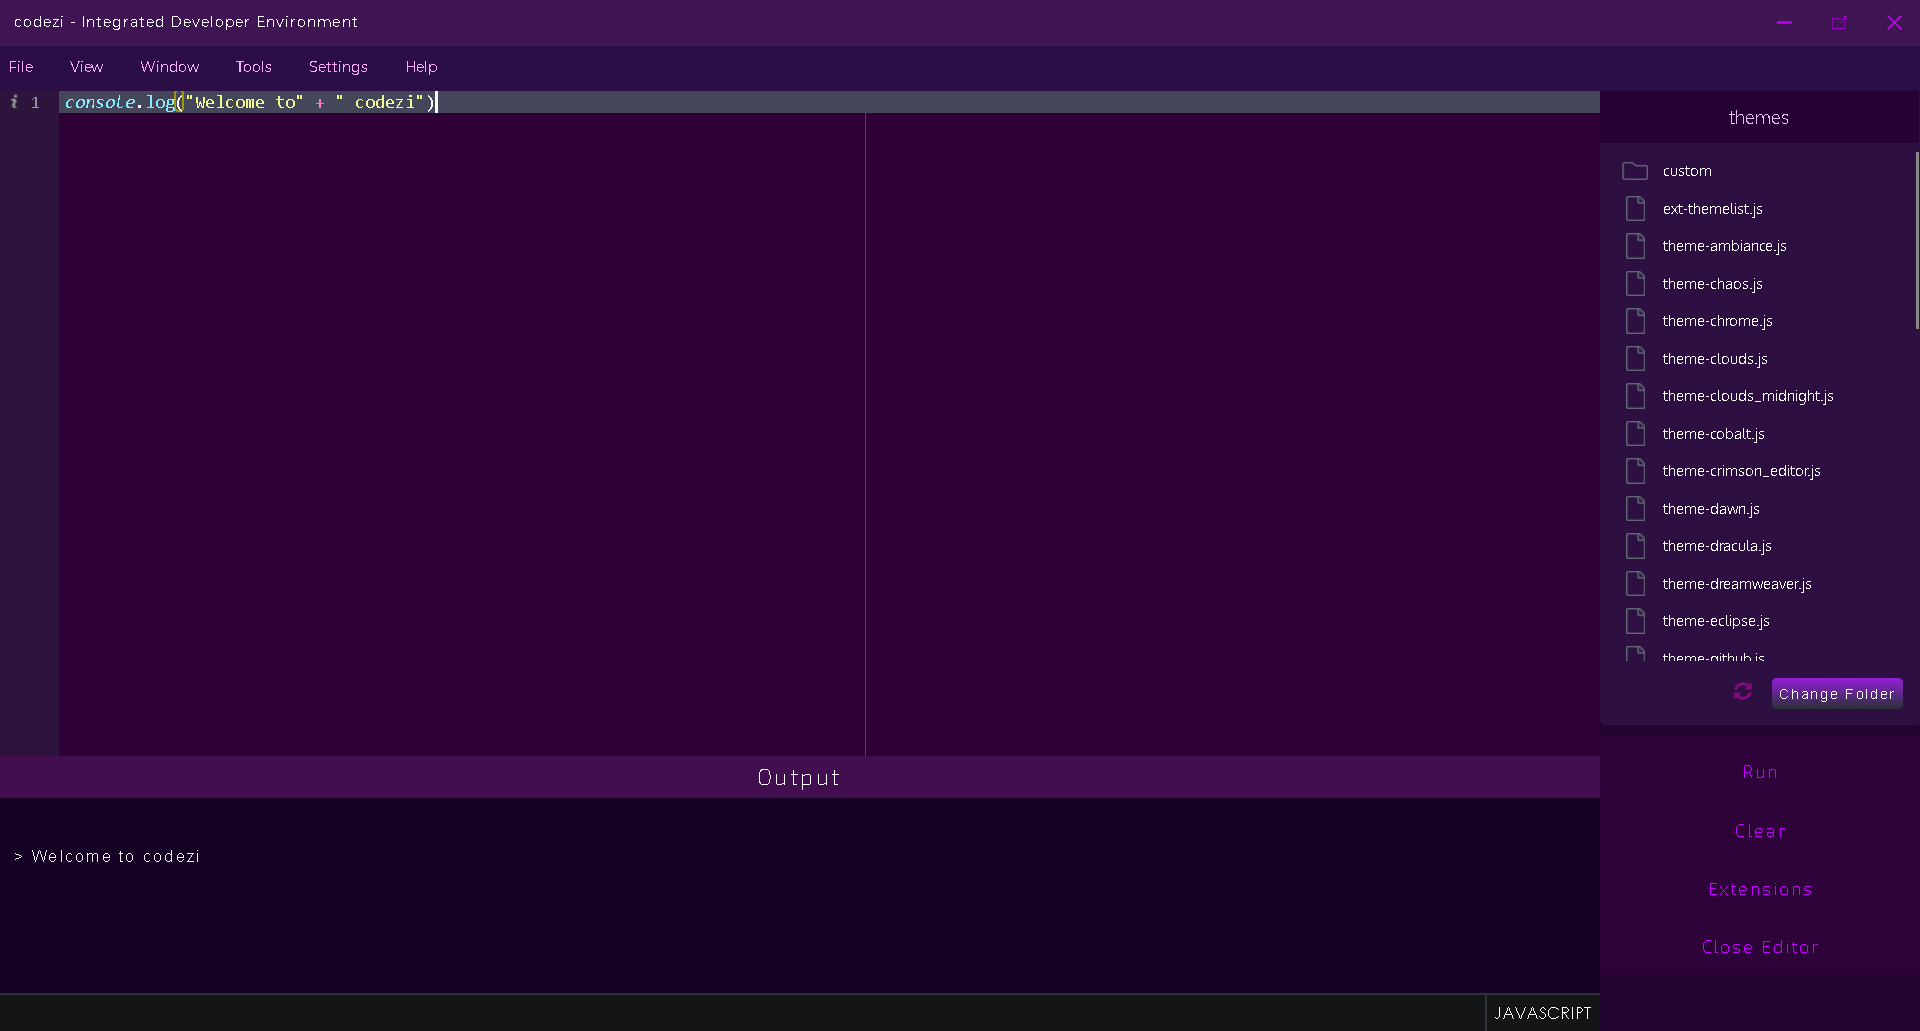 codezi - Integrated Developer Environment
File View Window Tools Settings Help
i 1 console.log("Welcome to" + " codezi")
themes
custom
ext-themelist.js
theme-ambiance.js
theme-chaos.js
theme-chrome.js
theme-clouds.js
theme-clouds_midnight.js
theme-cobalt.js
theme-crimson_editor.js
theme-dawn.js
theme-dracula.js
theme-dreamweaver.js
theme-eclipse.js
theme-github.js
Change Folder
Output
> Welcome to codezi
Run
Clear
Extensions
Close Editor
JAVASCRIPT